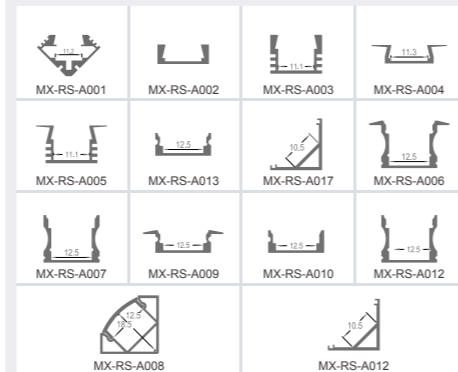 11.2
MX-RS-A001
MX-RS-A002
11.1
MX-RS-A003
11.3
MX-RS-A004
11.1
MX-RS-A005
12.5
MX-RS-A013
10.5
MX-RS-A017
12.5
MX-RS-A006
12.5
MX-RS-A007
12.5
MX-RS-A009
12.5
MX-RS-A010
12.5
MX-RS-A012
12.5
18.5
MX-RS-A008
10.5
MX-RS-A012